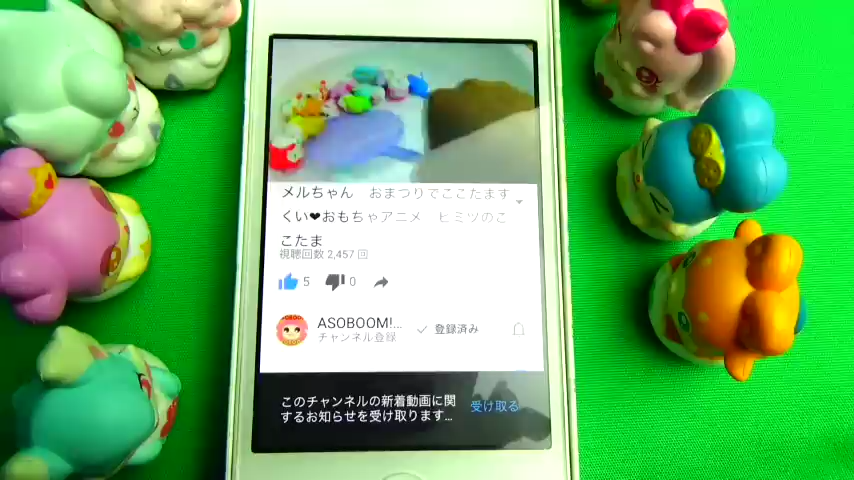 メルちゃん おまつりでここたます
くい❤おもちゃアニメ ヒミツのこ
こたま
視聴回数 2,457 回
5 0
ASOBOOM!...
チャンネル登録
登録済み
このチャンネルの新着動画に関
するお知らせを受け取ります...
受け取る